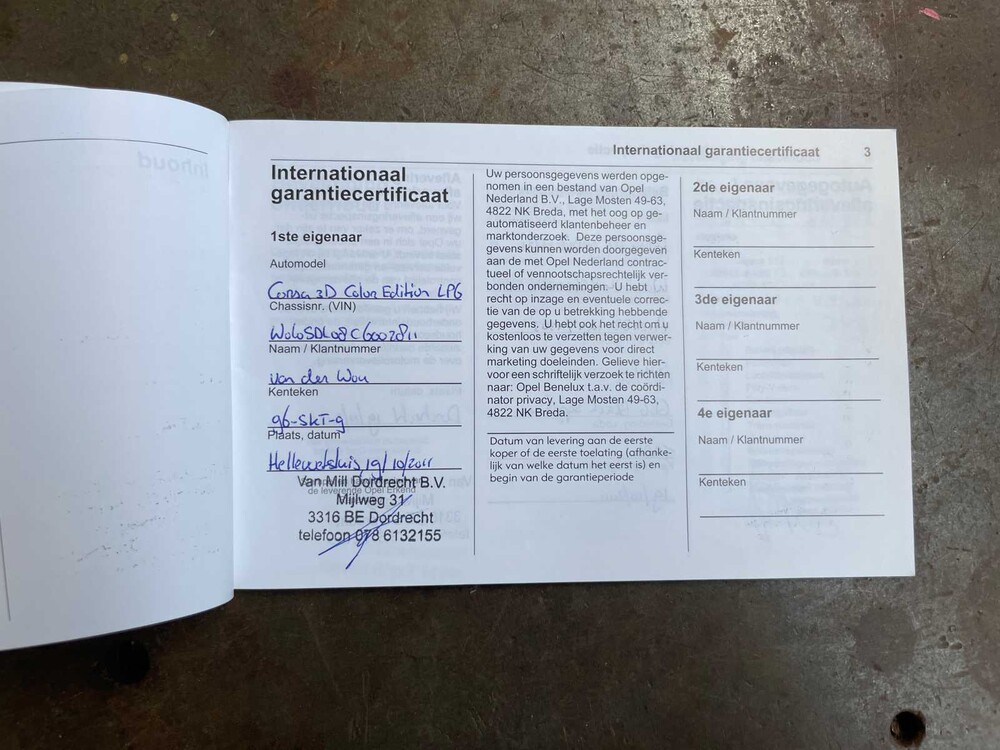 Inhoud
Internationaal garantiecertificaat 3
Internationaal
garantiecertificaat
1ste eigenaar
Automodel
Corsa 3D Color Edition LPG
Chassisnr. (VIN)
Naam / Klantnummer
van der Wou
Kenteken
96-SKT-9
Plaats, datum
Hellevoetsluis 19/10/2011
de leverende Opel Erkend
Van Mill Dordrecht B.V.
Mijlweg 31
3316 BE Dordrecht
telefoon 078 6132155
Uw persoonsgegevens werden opge-
nomen in een bestand van Opel
Nederland B.V., Lage Mosten 49-63,
4822 NK Breda, met het oog op ge-
automatiseerd klantenbeheer en
marktonderzoek. Deze persoonsge-
gevens kunnen worden doorgegeven
aan de met Opel Nederland contrac-
tueel of vennootschapsrechtelijk ver-
bonden ondernemingen. U hebt
recht op inzage en eventuele correc-
tie van de op u betrekking hebbende
gegevens. U hebt ook het recht om u
kosteloos te verzetten tegen verwer-
king van uw gegevens voor direct
marketing doeleinden. Gelieve hier-
voor een schriftelijk verzoek te richten
naar: Opel Benelux t.a.v. de coördi-
nator privacy, Lage Mosten 49-63,
4822 NK Breda.
Datum van levering aan de eerste
koper of de eerste toelating (afhanke-
lijk van welke datum het eerst is) en
begin van de garantieperiode
2de eigenaar
Naam / Klantnummer
Kenteken
3de eigenaar
Naam / Klantnummer
Kenteken
4e eigenaar
Naam / Klantnummer
Kenteken